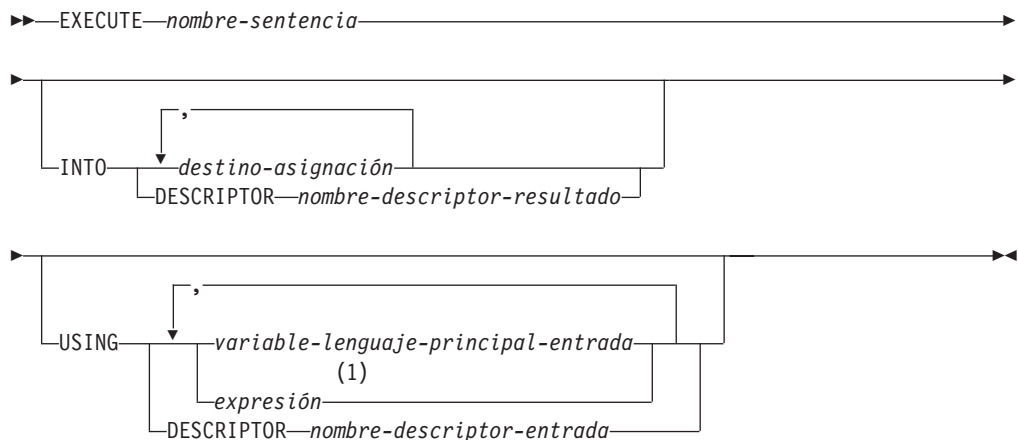 EXECUTE nombre-sentencia
,
INTO destino-asignación
DESCRIPTOR nombre-descriptor-resultado
,
USING variable-lenguaje-principal-entrada
(1)
expresión
DESCRIPTOR nombre-descriptor-entrada